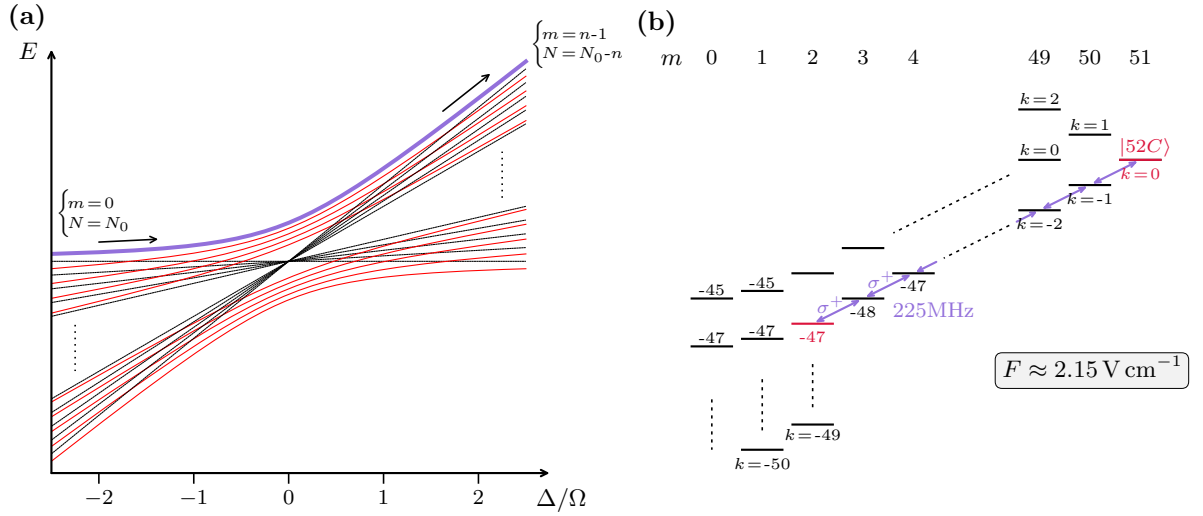 (a)
E
m = n-1
N = N₀-n
m = 0
N = N₀
−2 −1 0 1 2 Δ/Ω
(b)
m 0 1 2 3 4 49 50 51
k = 2
k = 1
k = 0 |52C⟩
k = 0
k = -1
k = -2
-45 -45
σ⁺ -47
σ⁺ -48 225MHz
-47 -47 -47
F ≈ 2.15 V cm⁻¹
k = -49
k = -50